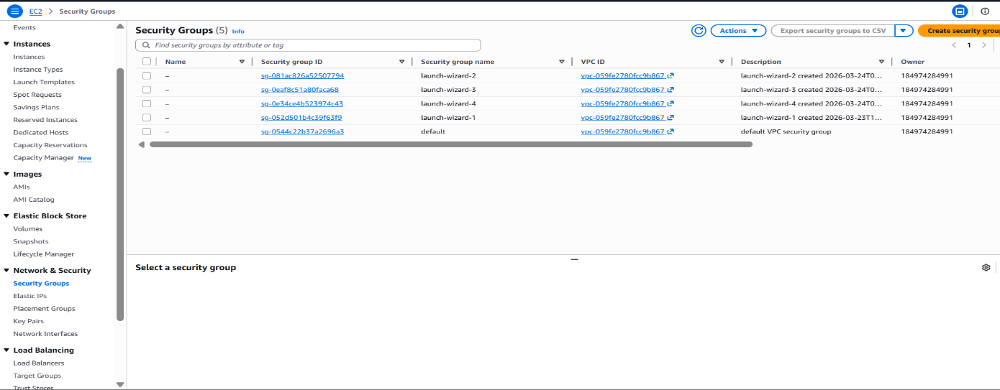 EC2 > Security Groups
Events
Instances
Instances
Instance Types
Launch Templates
Spot Requests
Savings Plans
Reserved Instances
Dedicated Hosts
Capacity Reservations
Capacity Manager New
Images
AMIs
AMI Catalog
Elastic Block Store
Volumes
Snapshots
Lifecycle Manager
Network & Security
Security Groups
Elastic IPs
Placement Groups
Key Pairs
Network Interfaces
Load Balancing
Load Balancers
Target Groups
Trust Stores
Security Groups (5) Info
Actions Export security groups to CSV Create security group
Find security groups by attribute or tag
1
Name Security group ID Security group name VPC ID Description Owner
– sg-081ac826a52507794 launch-wizard-2 vpc-059fe2780fcc9b867 launch-wizard-2 created 2026-03-24T0... 184974284991
– sg-0eaf8c51a80faca68 launch-wizard-3 vpc-059fe2780fcc9b867 launch-wizard-3 created 2026-03-24T0... 184974284991
– sg-0e34ce4b523974c43 launch-wizard-4 vpc-059fe2780fcc9b867 launch-wizard-4 created 2026-03-24T0... 184974284991
– sg-052d501b4c39f63f9 launch-wizard-1 vpc-059fe2780fcc9b867 launch-wizard-1 created 2026-03-23T1... 184974284991
– sg-0544c22b37a2696a3 default vpc-059fe2780fcc9b867 default VPC security group 184974284991
Select a security group